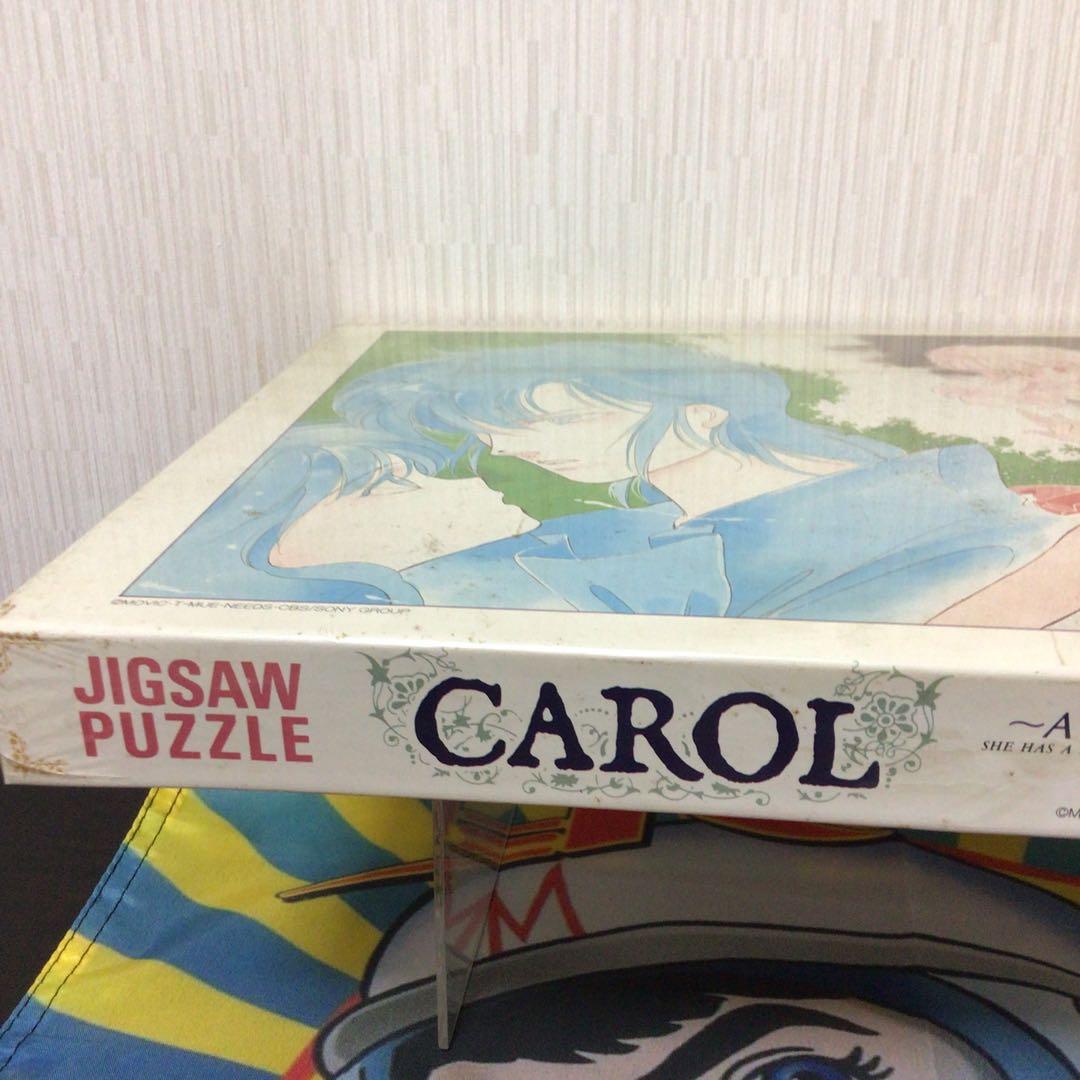 ©MOVIC·T-MUE-NEEDS·CBS/SONY GROUP
JIGSAW
PUZZLE
CAROL
~A
SHE HAS A
©M
M